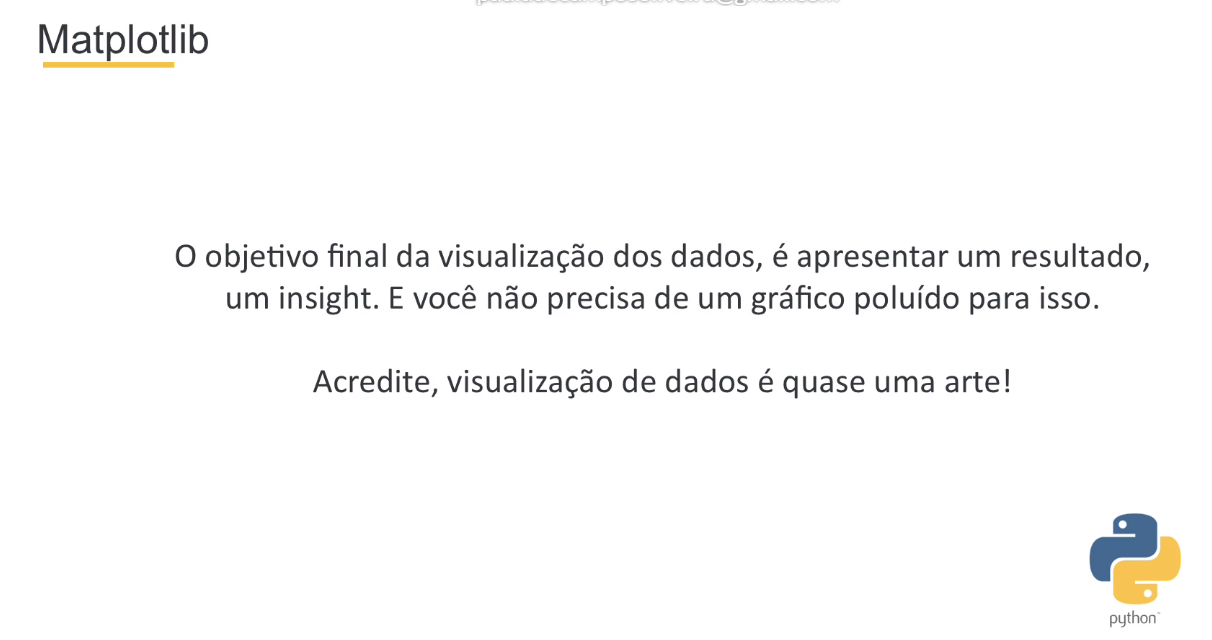 Matplotlib
O objetivo final da visualização dos dados, é apresentar um resultado,
um insight. E você não precisa de um gráfico poluído para isso.
Acredite, visualização de dados é quase uma arte!
python